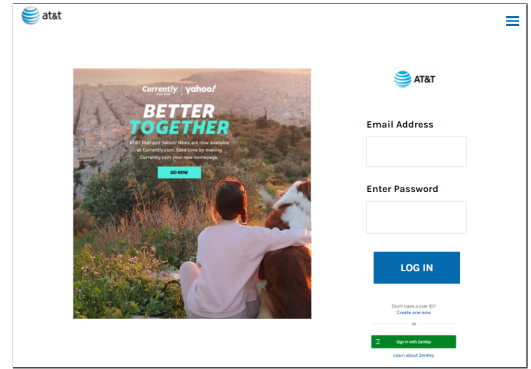 at&t
Currently yahoo!
BETTER
TOGETHER
AT&T Mail and Yahoo! News are now available
at Currently.com. Save time by making
Currently.com your new homepage.
GO NOW
AT&T
Email Address
Enter Password
LOG IN
Don't have a user ID?
Create one now
or
Sign in with ZenKey
Learn about ZenKey